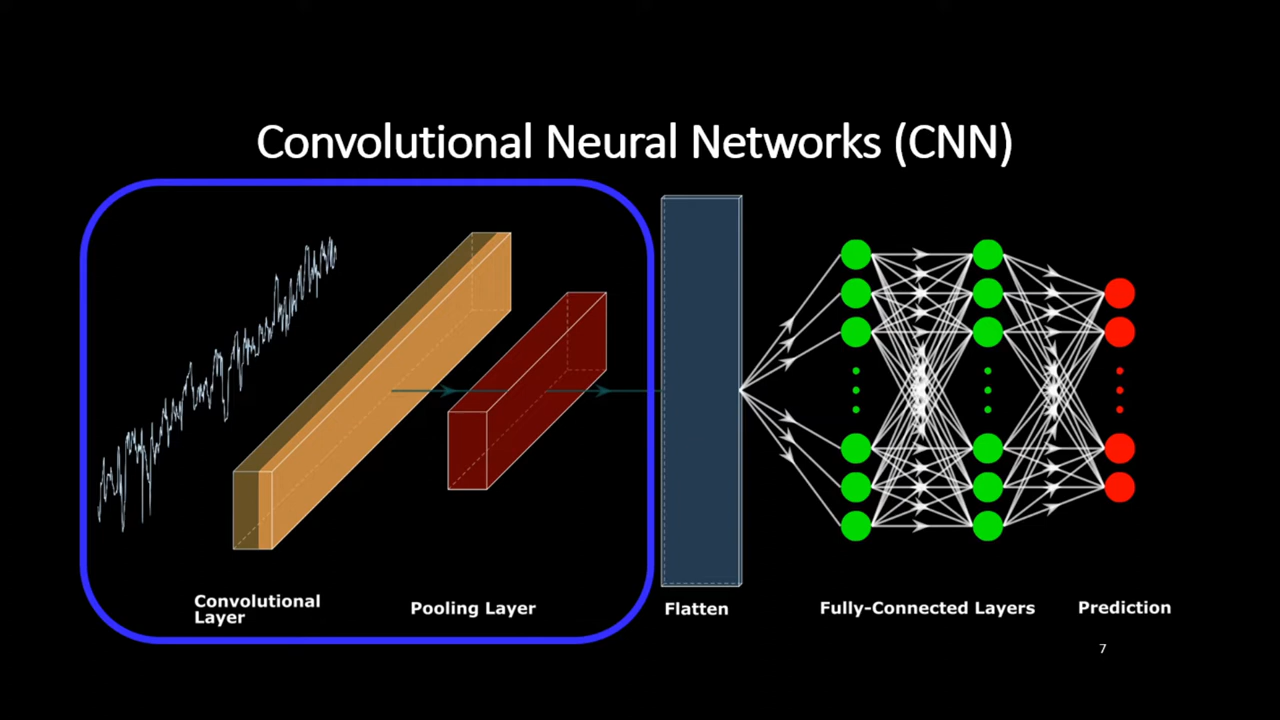 Convolutional Neural Networks (CNN)
Convolutional
Layer
Pooling Layer
Flatten
Fully-Connected Layers
Prediction
7